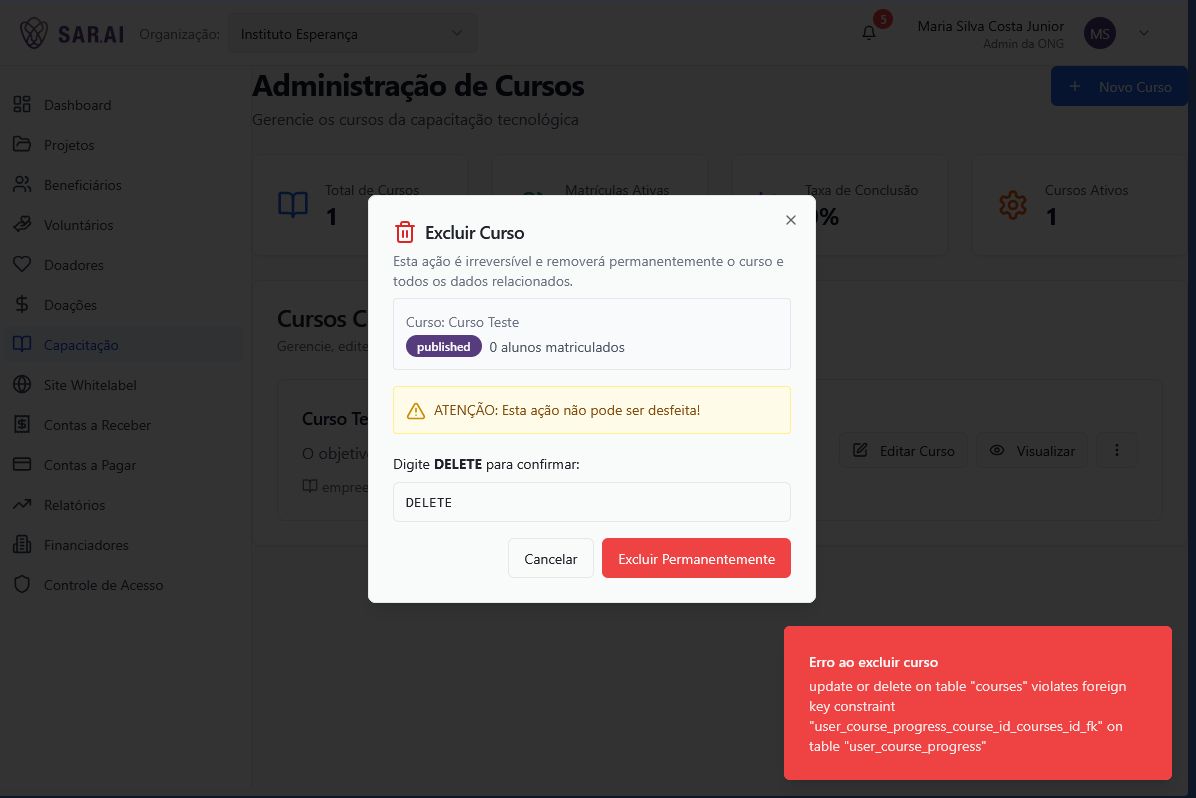 SARAI
Organização:
Instituto Esperança
5
Maria Silva Costa Junior
Admin da ONG
MS
Dashboard
Projetos
Beneficiários
Voluntários
Doadores
Doações
Capacitação
Site Whitelabel
Contas a Receber
Contas a Pagar
Relatórios
Financiadores
Controle de Acesso
Administração de Cursos
Gerencie os cursos da capacitação tecnológica
+ Novo Curso
Total de Cursos
1
Matrículas Ativas
Taxa de Conclusão
%
Cursos Ativos
1
Cursos
Gerencie, edite
Curso
O
Editar Curso
Visualizar
Excluir Curso
Esta ação é irreversível e removerá permanentemente o curso e
todos os dados relacionados.
Curso: Curso Teste
published 0 alunos matriculados
ATENÇÃO: Esta ação não pode ser desfeita!
Digite DELETE para confirmar:
DELETE
Cancelar
Excluir Permanentemente
Erro ao excluir curso
update or delete on table "courses" violates foreign
key constraint
"user_course_progress_course_id_courses_id_fk" on
table "user_course_progress"